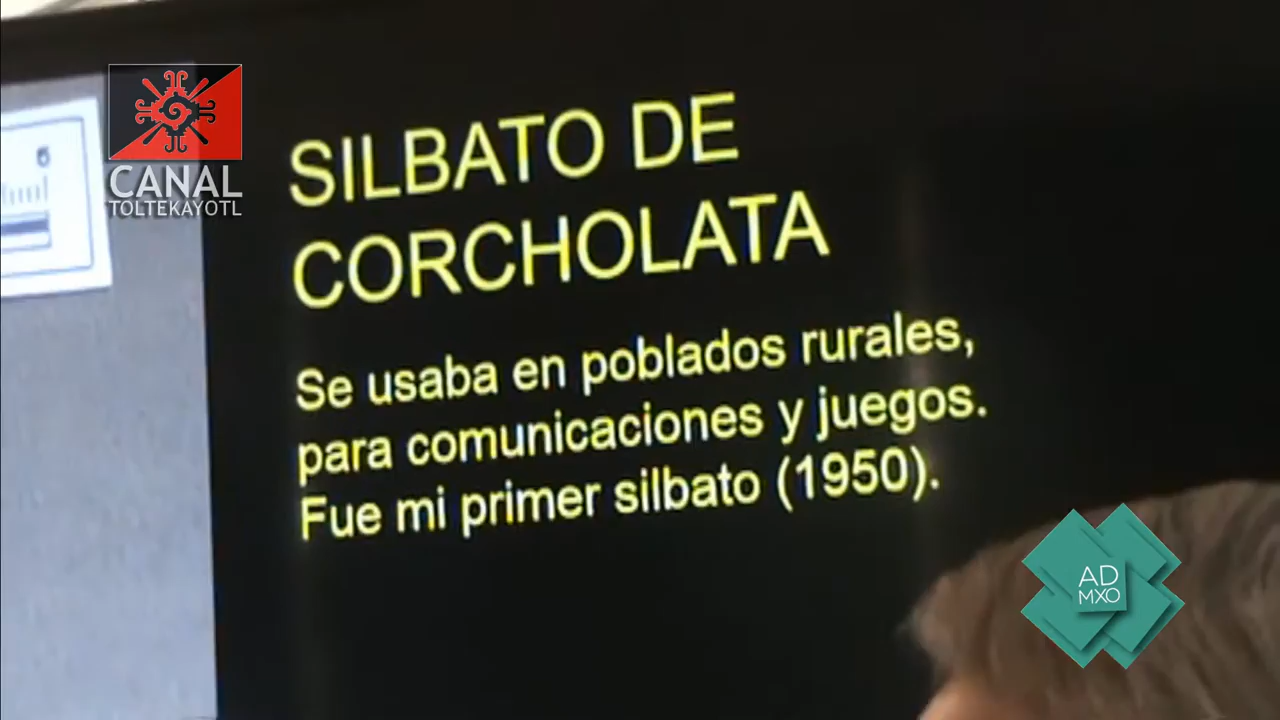 CANAL
TOLTEKAYOTL
SILBATO DE
CORCHOLATA
Se usaba en poblados rurales,
para comunicaciones y juegos.
Fue mi primer silbato (1950).
AD
MXO